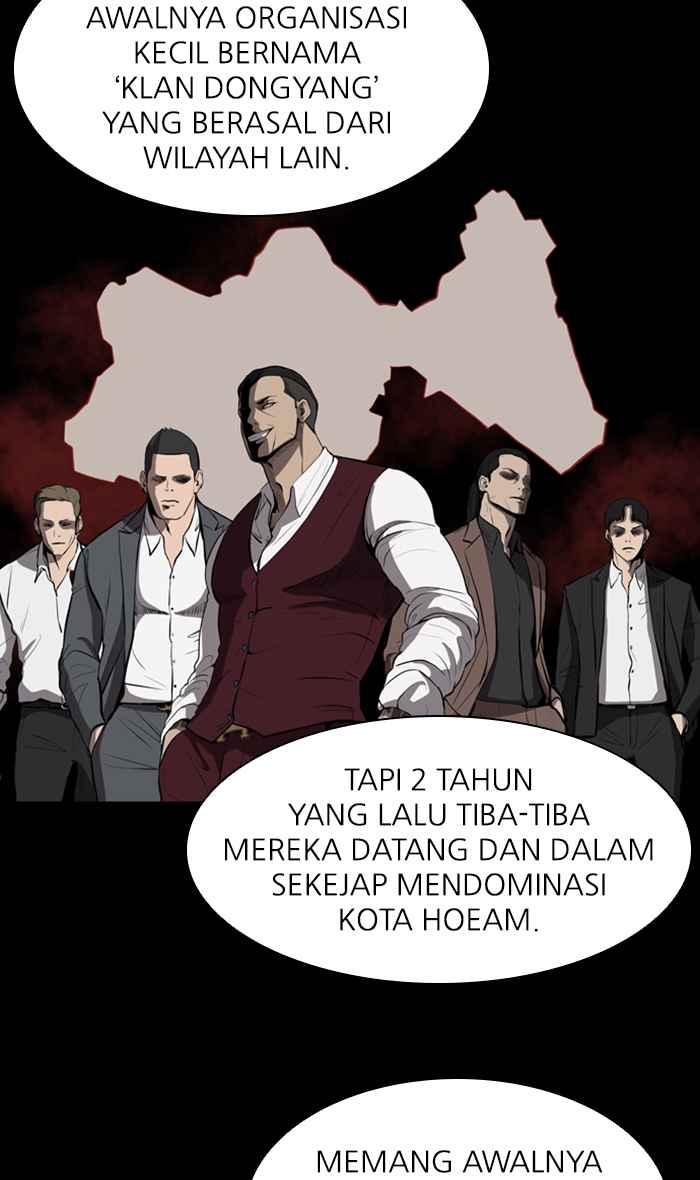 AWALNYA ORGANISASI
KECIL BERNAMA
‘KLAN DONGYANG’
YANG BERASAL DARI
WILAYAH LAIN.
TAPI 2 TAHUN
YANG LALU TIBA-TIBA
MEREKA DATANG DAN DALAM
SEKEJAP MENDOMINASI
KOTA HOEAM.
MEMANG AWALNYA